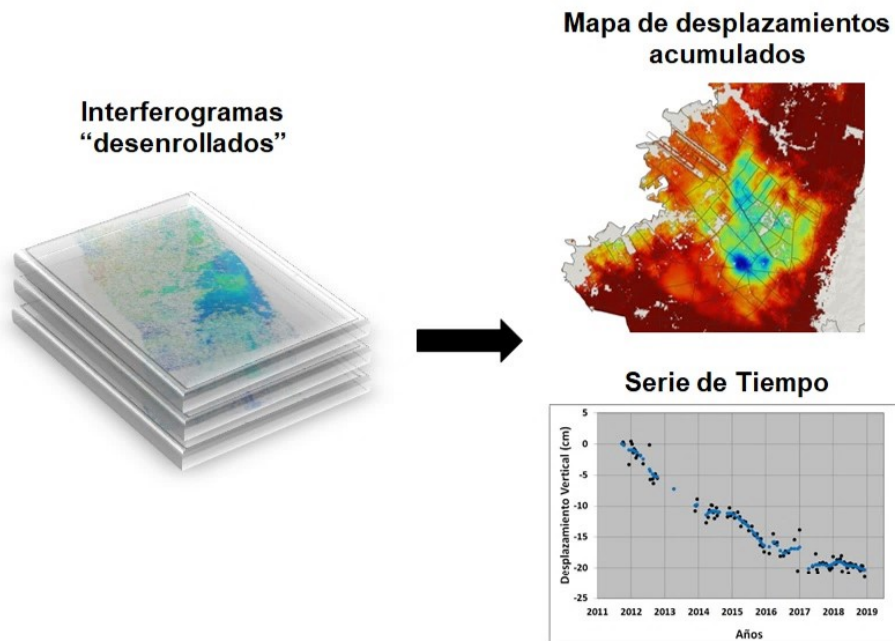 Interferogramas
“desenrollados”
Mapa de desplazamientos
acumulados
Serie de Tiempo
Desplazamiento Vertical (cm)
5
0
-5
-10
-15
-20
-25
2011 2012 2013 2014 2015 2016 2017 2018 2019
Años